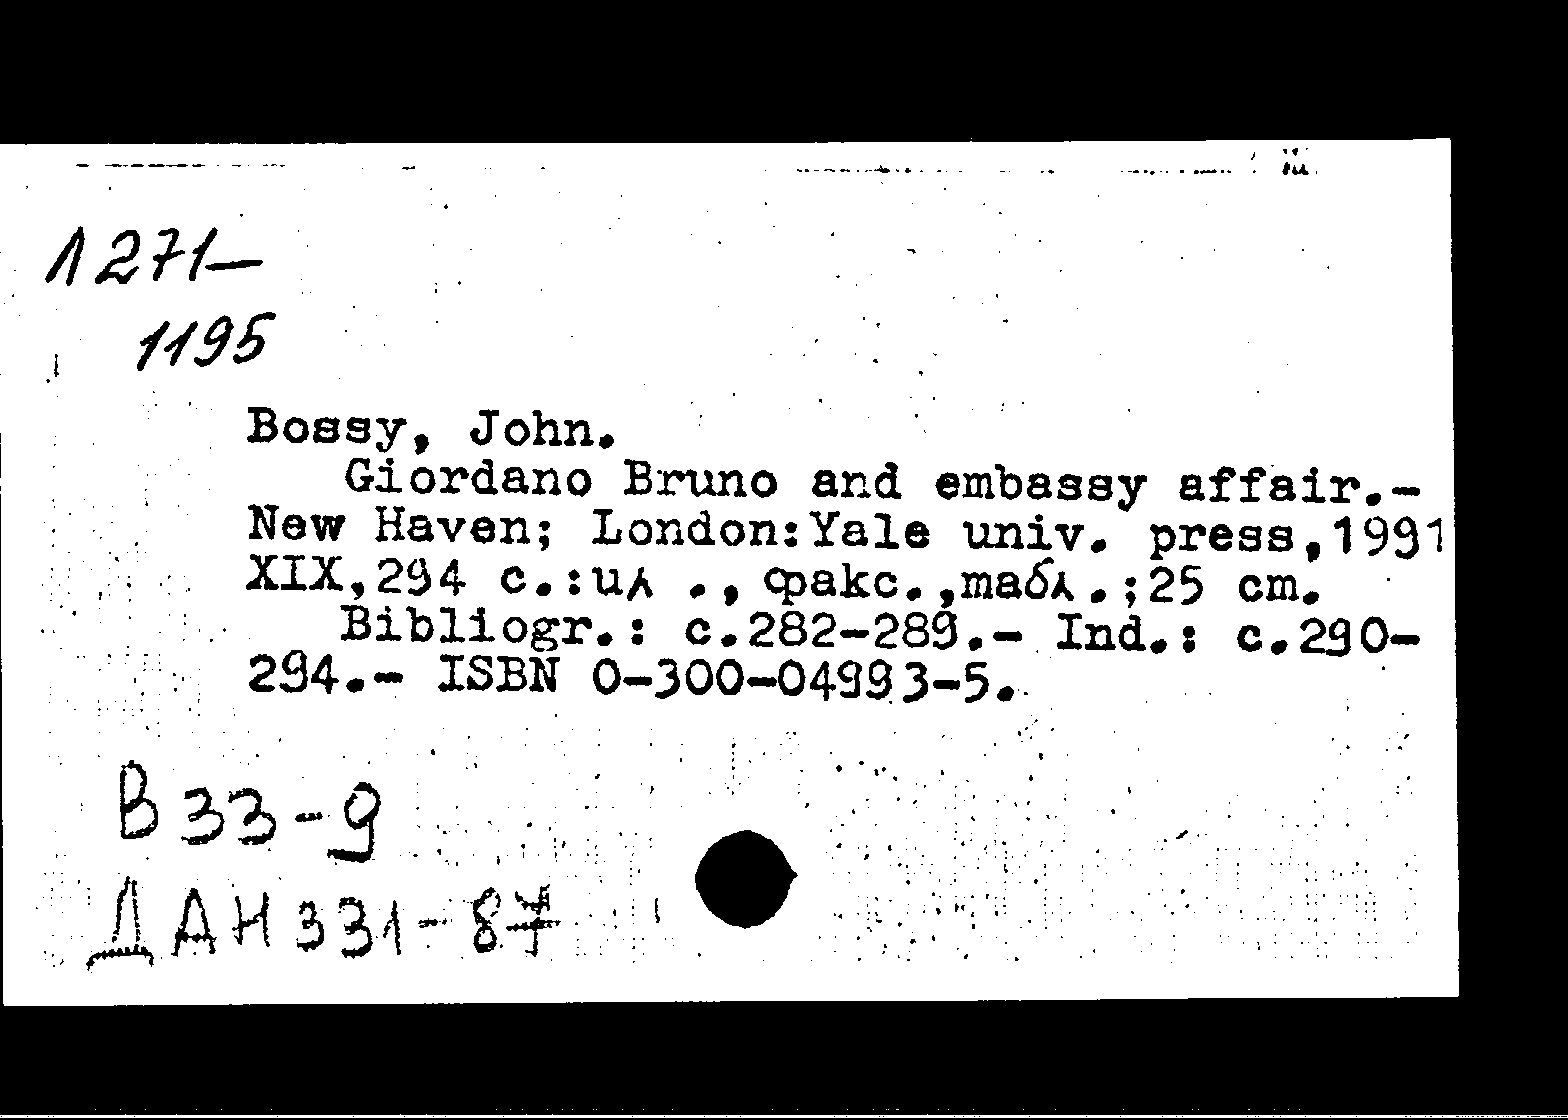 Л271-
1195
Bossy, John.
Giordano Bruno and embassy affair.-
New Haven; London:Yale univ. press,1991
XIX,294 c.:ил ., факс.,табл.;25 cm.
Bibliogr.: c.282-289.- Ind.: c.290-
294.- ISBN 0-300-04993-5.
В 33-9
ДАН 331-87